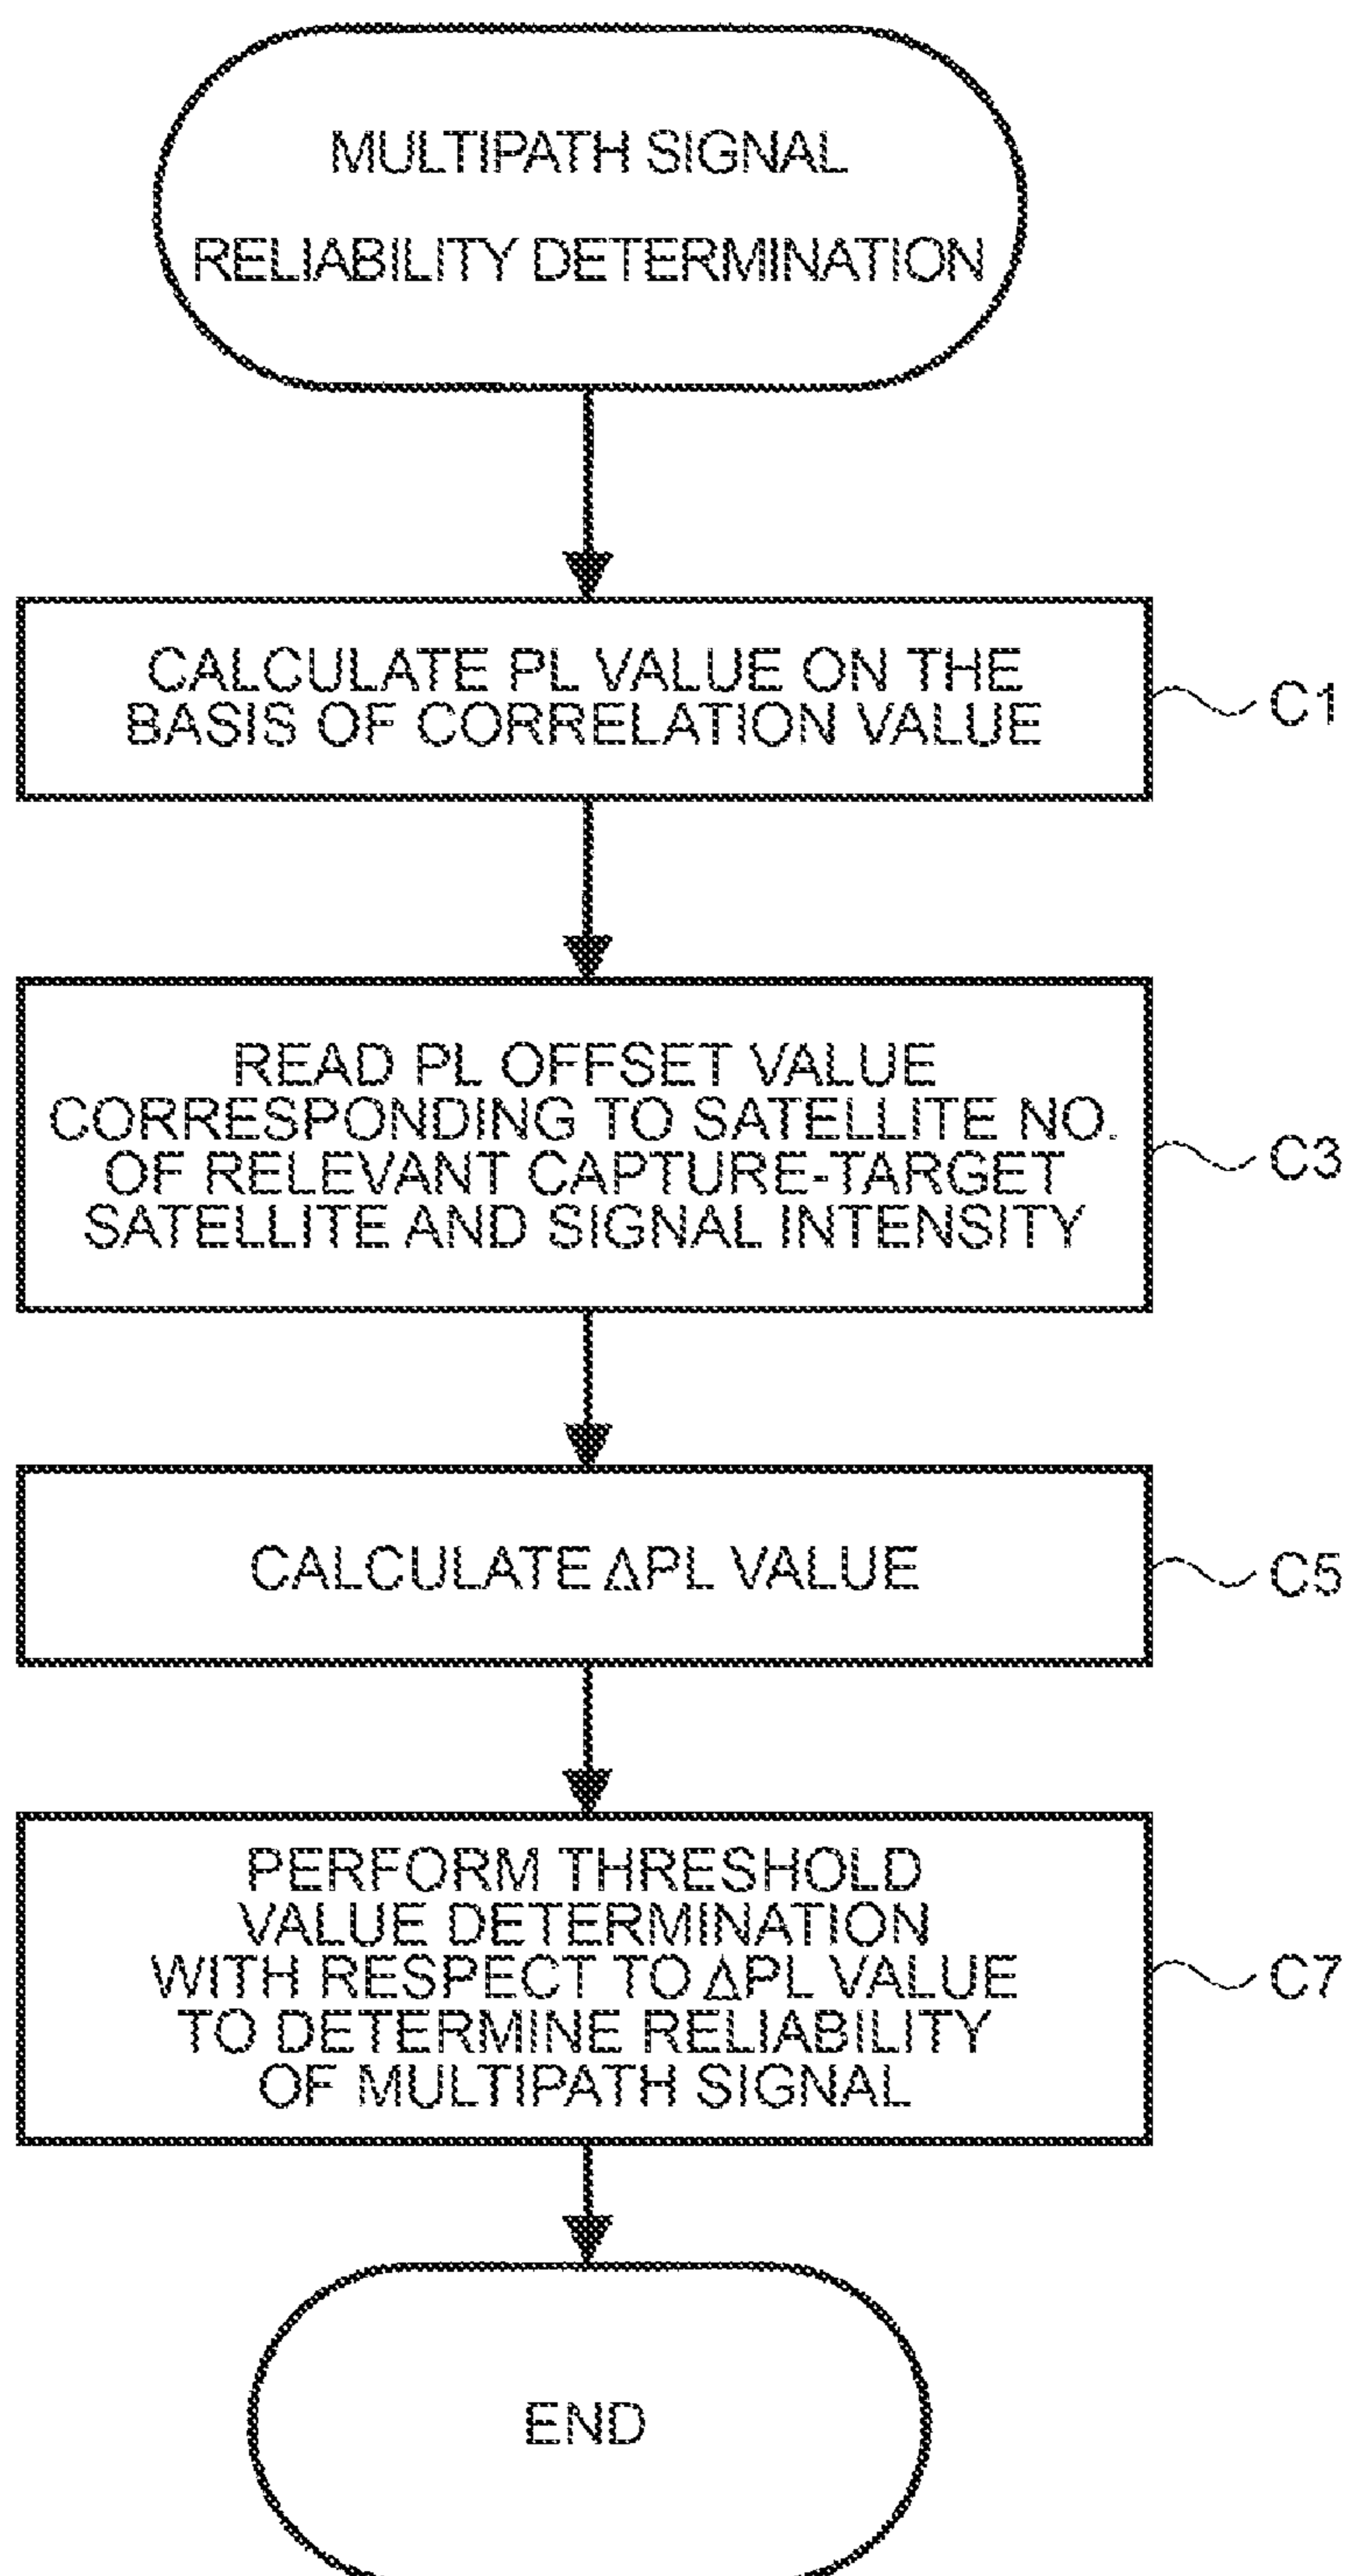 MULTIPATH SIGNAL
RELIABILITY DETERMINATION
CALCULATE PL VALUE ON THE
BASIS OF CORRELATION VALUE
C1
READ PL OFFSET VALUE
CORRESPONDING TO SATELLITE NO.
OF RELEVANT CAPTURE-TARGET
SATELLITE AND SIGNAL INTENSITY
C3
CALCULATE ΔPL VALUE
C5
PERFORM THRESHOLD
VALUE DETERMINATION
WITH RESPECT TO ΔPL VALUE
TO DETERMINE RELIABILITY
OF MULTIPATH SIGNAL
C7
END